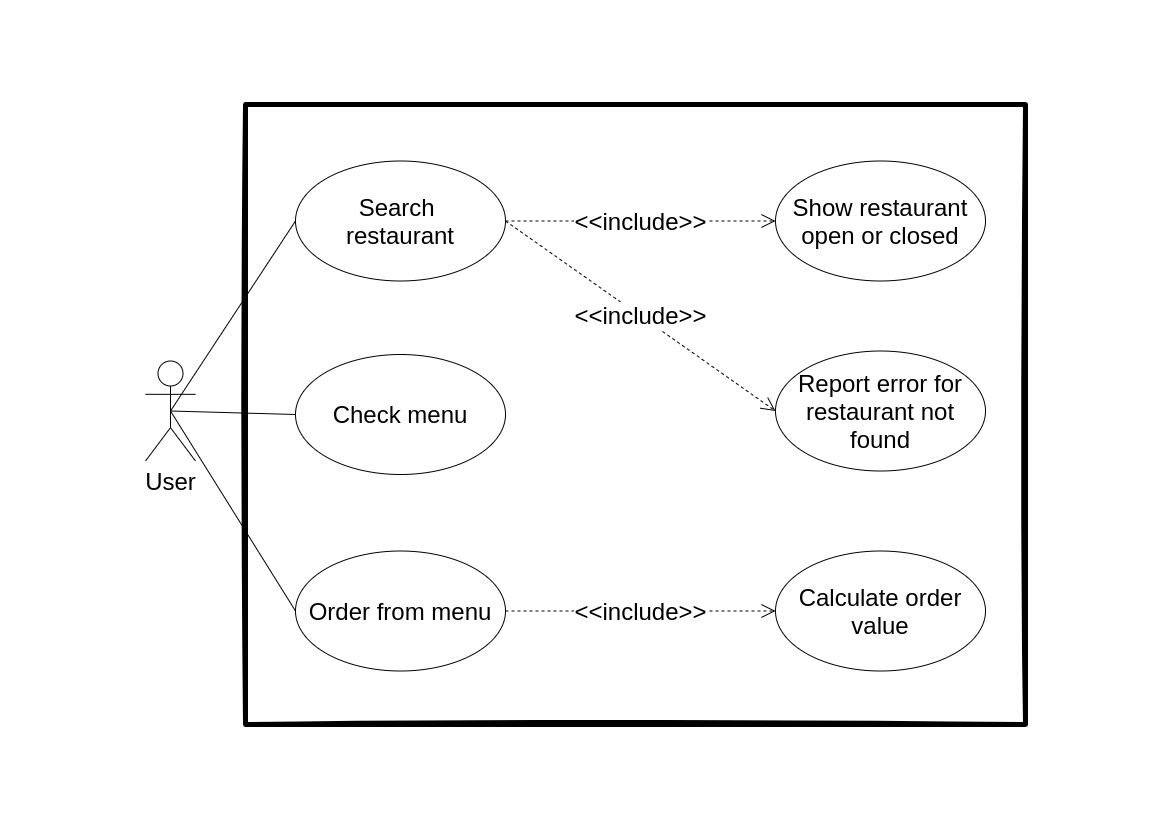 Search
restaurant
<<include>>
Show restaurant
open or closed
<<include>>
Check menu
Report error for
restaurant not
found
User
Order from menu
<<include>>
Calculate order
value